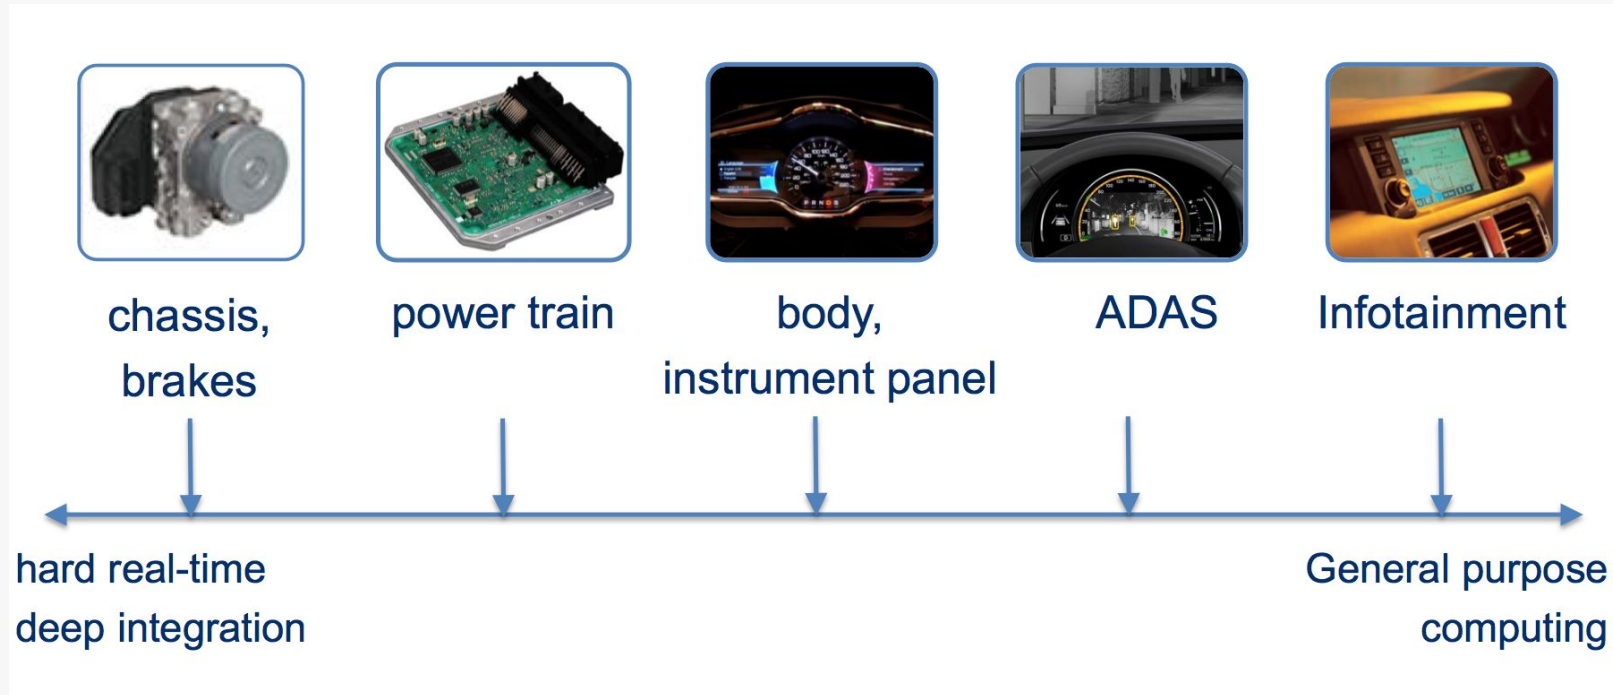 chassis,
brakes
power train
body,
instrument panel
ADAS
Infotainment
hard real-time
deep integration
General purpose
computing